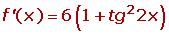 f'(x) = 6(1 + tg²2x)